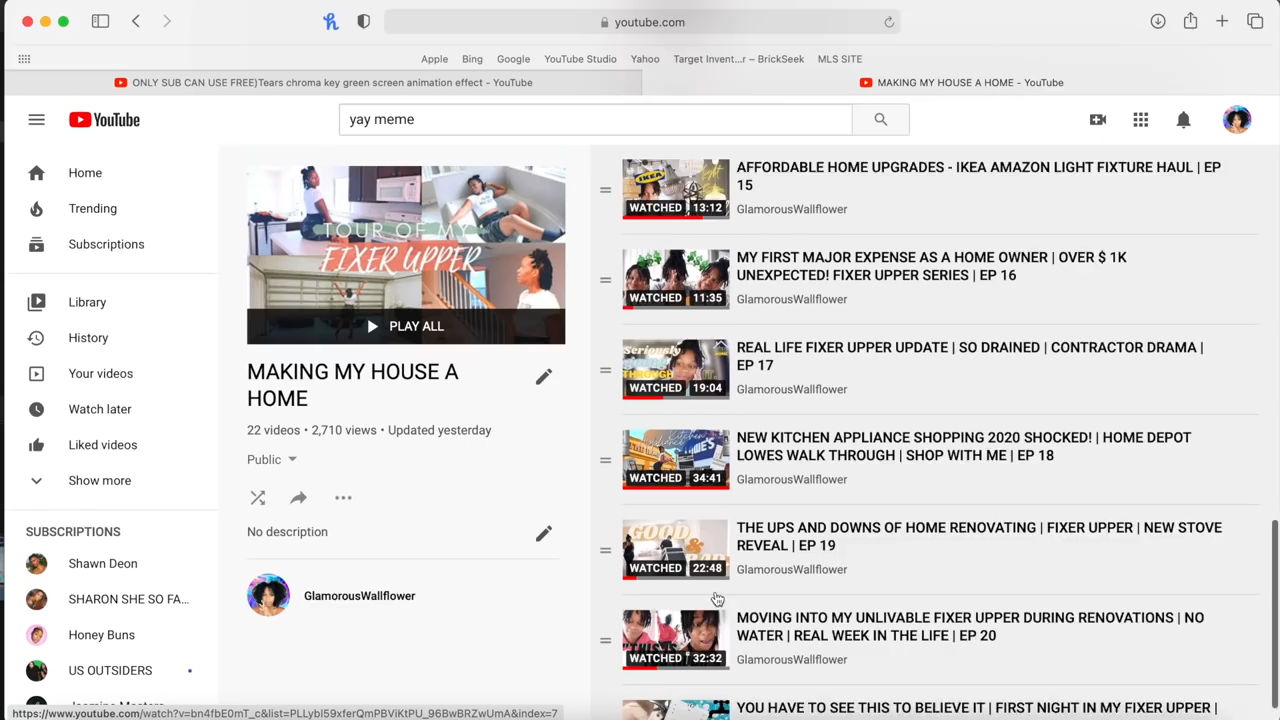 youtube.com
Apple Bing Google YouTube Studio Yahoo Target Invent...r – BrickSeek MLS SITE
ONLY SUB CAN USE FREE)Tears chroma key green screen animation effect - YouTube
MAKING MY HOUSE A HOME - YouTube
YouTube
yay meme
Home
Trending
Subscriptions
Library
History
Your videos
Watch later
Liked videos
Show more
SUBSCRIPTIONS
Shawn Deon
SHARON SHE SO FA...
Honey Buns
US OUTSIDERS
https://www.youtube.com/watch?v=bn4fbE0mT_c&list=PLLybI59xferQmPBViKtPU_96BwBRZwUmA&index=7
TOUR OF MY
FIXER UPPER
PLAY ALL
MAKING MY HOUSE A
HOME
22 videos • 2,710 views • Updated yesterday
Public
No description
GlamorousWallflower
IKEA
WATCHED 13:12
AFFORDABLE HOME UPGRADES - IKEA AMAZON LIGHT FIXTURE HAUL | EP
15
GlamorousWallflower
WATCHED 11:35
MY FIRST MAJOR EXPENSE AS A HOME OWNER | OVER $ 1K
UNEXPECTED! FIXER UPPER SERIES | EP 16
GlamorousWallflower
Seriously
THROUGH
WATCHED 19:04
REAL LIFE FIXER UPPER UPDATE | SO DRAINED | CONTRACTOR DRAMA |
EP 17
GlamorousWallflower
WATCHED 34:41
NEW KITCHEN APPLIANCE SHOPPING 2020 SHOCKED! | HOME DEPOT
LOWES WALK THROUGH | SHOP WITH ME | EP 18
GlamorousWallflower
GOOD
& BAD
WATCHED 22:48
THE UPS AND DOWNS OF HOME RENOVATING | FIXER UPPER | NEW STOVE
REVEAL | EP 19
GlamorousWallflower
WATCHED 32:32
MOVING INTO MY UNLIVABLE FIXER UPPER DURING RENOVATIONS | NO
WATER | REAL WEEK IN THE LIFE | EP 20
GlamorousWallflower
YOU HAVE TO SEE THIS TO BELIEVE IT | FIRST NIGHT IN MY FIXER UPPER |